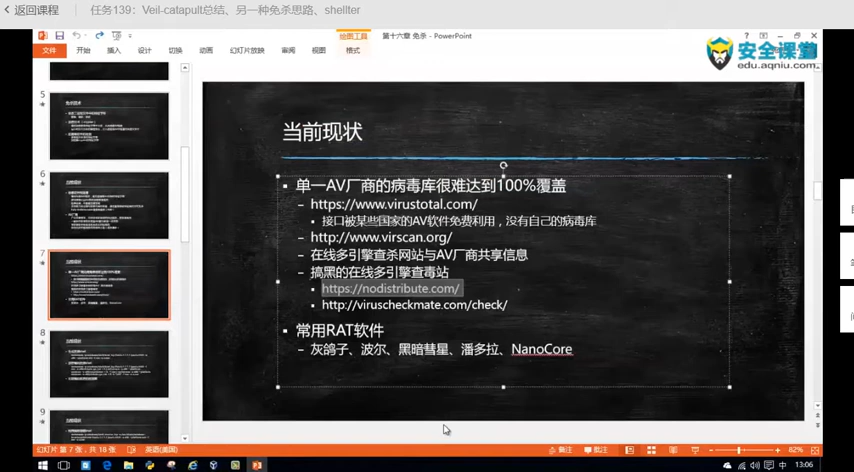 返回课程
任务139：Veil-catapult总结、另一种免杀思路、shellter
绘图工具
第十六章 免杀 - PowerPoint
文件
开始
插入
设计
切换
动画
幻灯片放映
审阅
视图
格式
安全课堂
edu.aqniu.com
5
6
7
8
9
当前现状
单一AV厂商的病毒库很难达到100%覆盖
– https://www.virustotal.com/
接口被某些国家的AV软件免费利用，没有自己的病毒库
– http://www.virscan.org/
– 在线多引擎查杀网站与AV厂商共享信息
– 搞黑的在线多引擎查毒站
https://nodistribute.com/
http://viruscheckmate.com/check/
常用RAT软件
– 灰鸽子、波尔、黑暗彗星、潘多拉、NanoCore
幻灯片 第 7 张，共 18 张
英语(美国)
备注
批注
82%
中
13:06